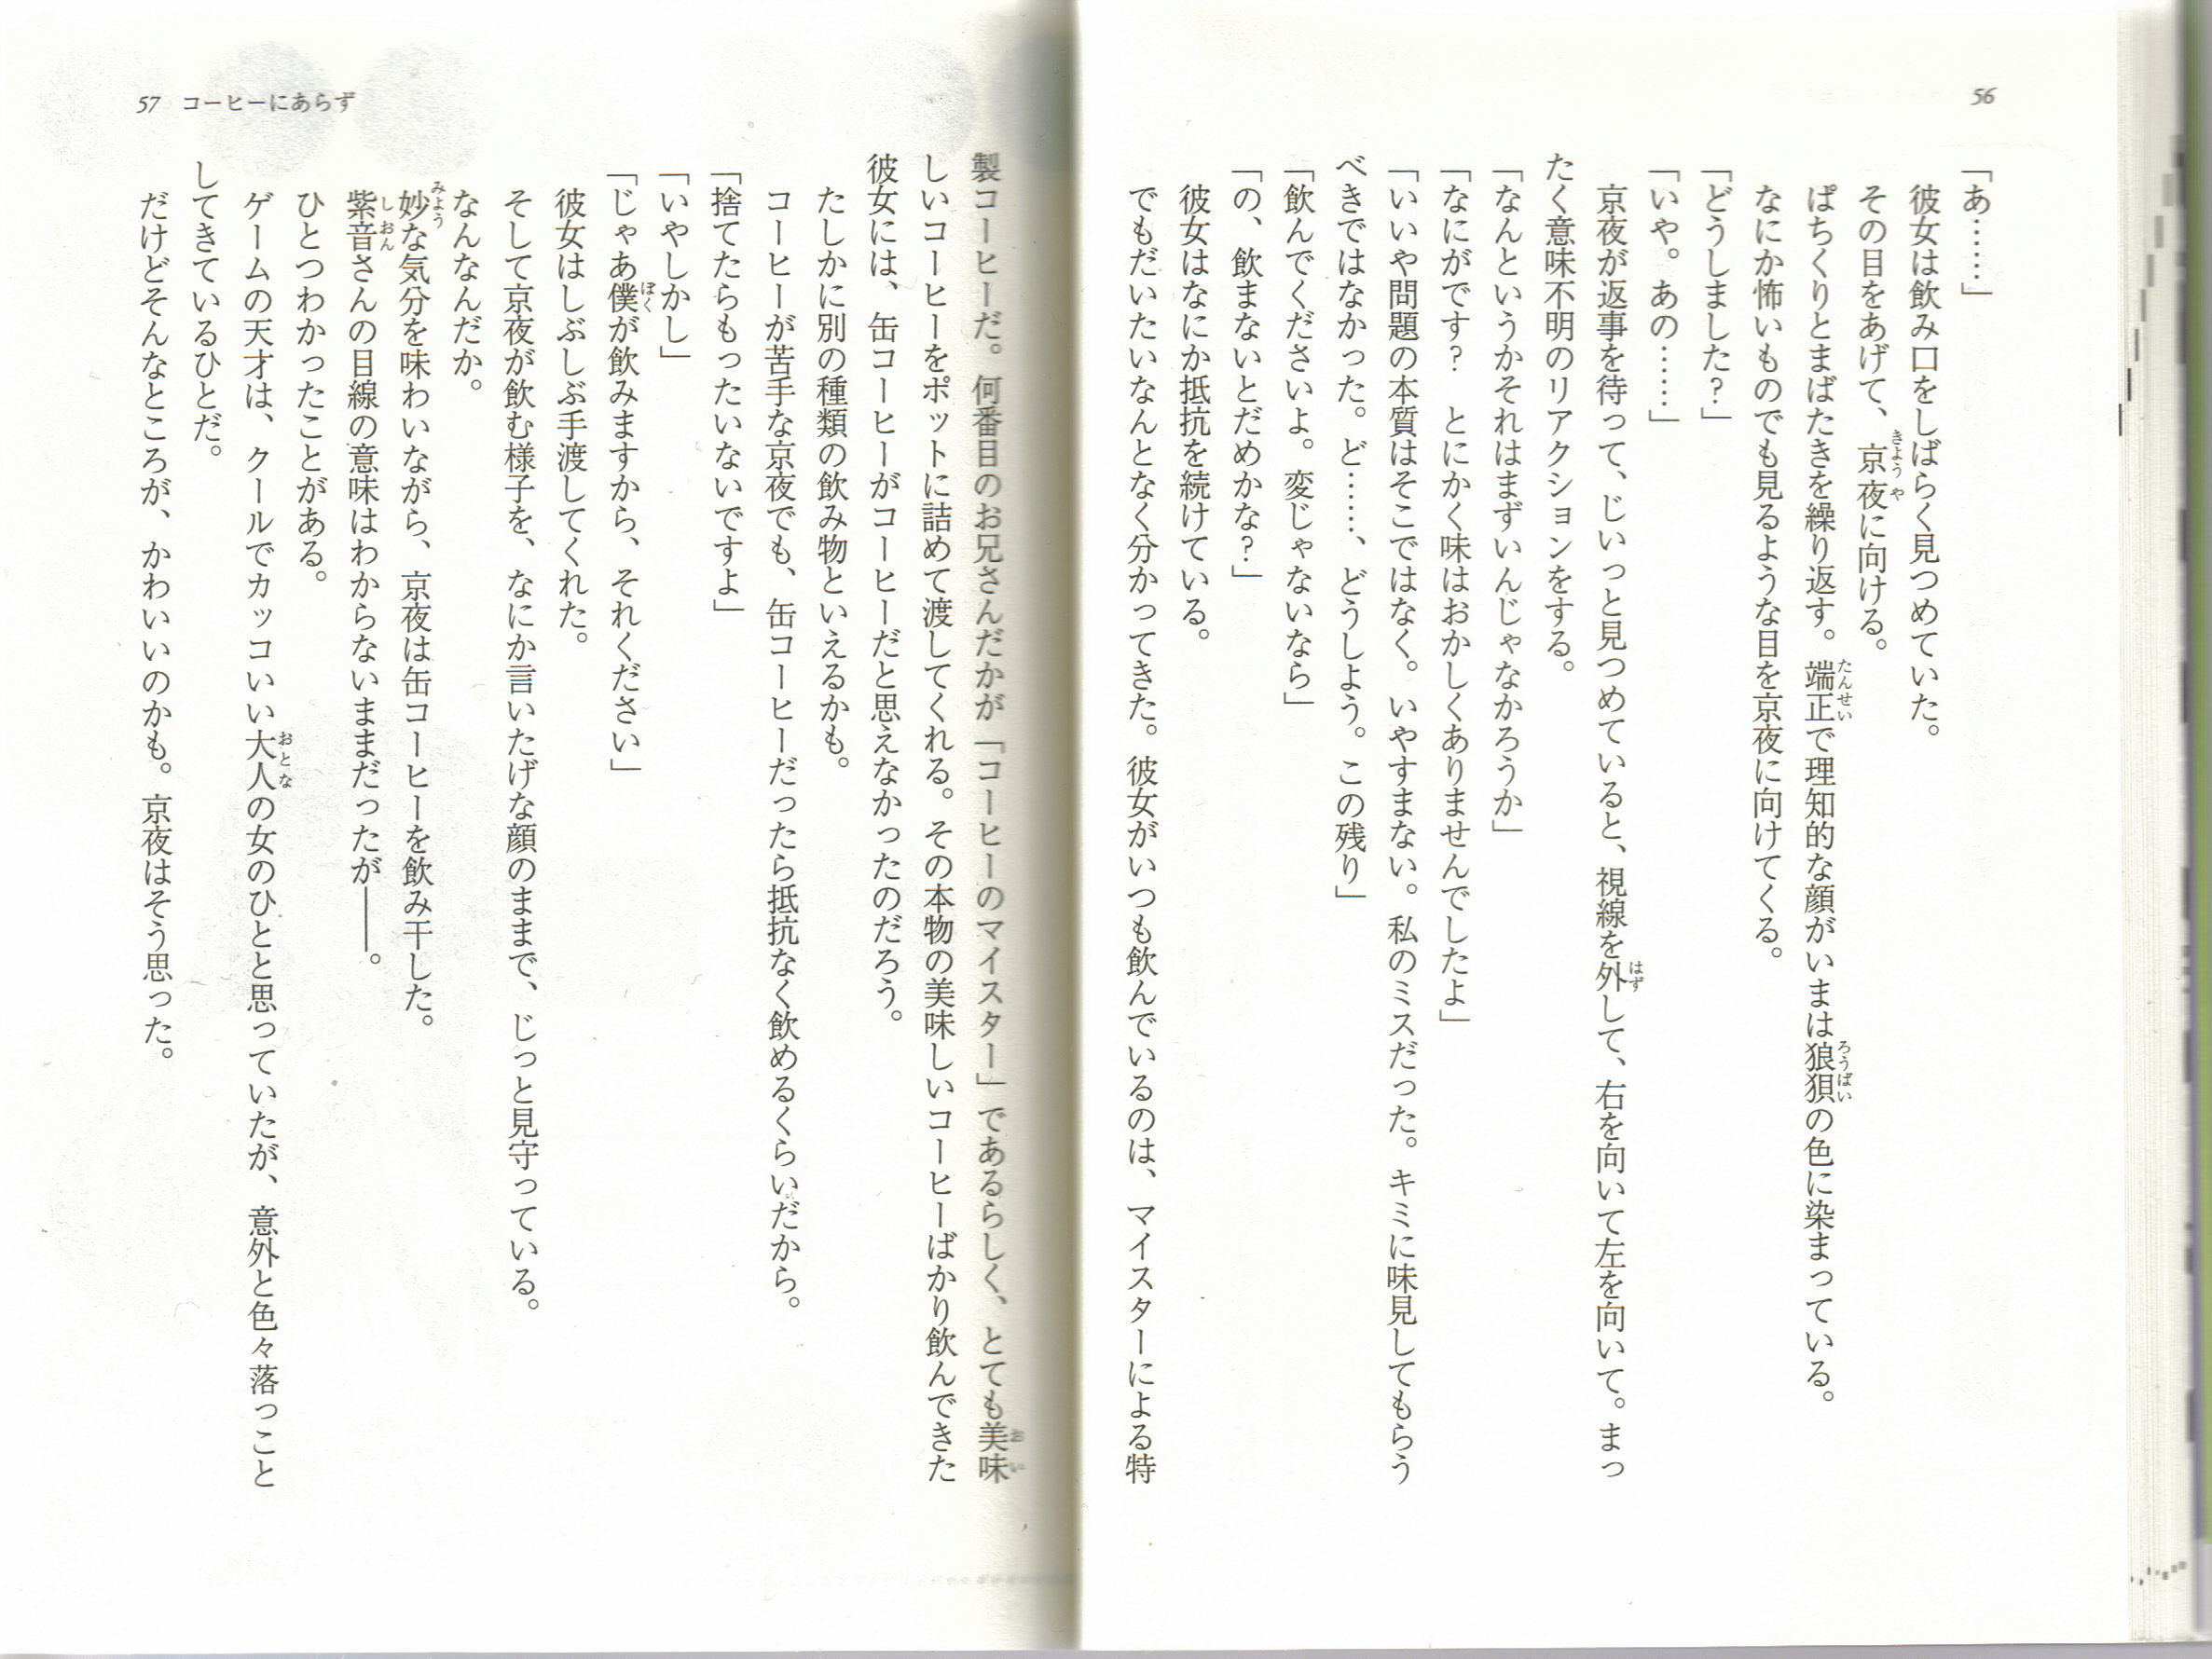 56
「あ……」
　彼女は飲み口をしばらく見つめていた。
　その目をあげて、京夜に向ける。
　ぱちくりとまばたきを繰り返す。端正で理知的な顔がいまは狼狽の色に染まっている。
　なにか怖いものでも見るような目を京夜に向けてくる。
「どうしました？」
「いや。あの……」
　京夜が返事を待って、じいっと見つめていると、視線を外して、右を向いて左を向いて。まっ
たく意味不明のリアクションをする。
「なんというかそれはまずいんじゃなかろうか」
「なにがです？　とにかく味はおかしくありませんでしたよ」
「いいや問題の本質はそこではなく。いやすまない。私のミスだった。キミに味見してもらう
べきではなかった。ど……、どうしよう。この残り」
「飲んでくださいよ。変じゃないなら」
「の、飲まないとだめかな？」
　彼女はなにか抵抗を続けている。
　でもだいたいなんとなく分かってきた。彼女がいつも飲んでいるのは、マイスターによる特
57　コーヒーにあらず
製コーヒーだ。何番目のお兄さんだかが「コーヒーのマイスター」であるらしく、とても美味
しいコーヒーをポットに詰めて渡してくれる。その本物の美味しいコーヒーばかり飲んできた
彼女には、缶コーヒーがコーヒーだと思えなかったのだろう。
　たしかに別の種類の飲み物といえるかも。
　コーヒーが苦手な京夜でも、缶コーヒーだったら抵抗なく飲めるくらいだから。
「捨てたらもったいないですよ」
「いやしかし」
「じゃあ僕が飲みますから、それください」
　彼女はしぶしぶ手渡してくれた。
　そして京夜が飲む様子を、なにか言いたげな顔のままで、じっと見守っている。
　なんなんだか。
　妙な気分を味わいながら、京夜は缶コーヒーを飲み干した。
　紫音さんの目線の意味はわからないままだったが――。
　ひとつわかったことがある。
　ゲームの天才は、クールでカッコいい大人の女のひとと思っていたが、意外と色々落っこと
してきているひとだ。
　だけどそんなところが、かわいいのかも。京夜はそう思った。